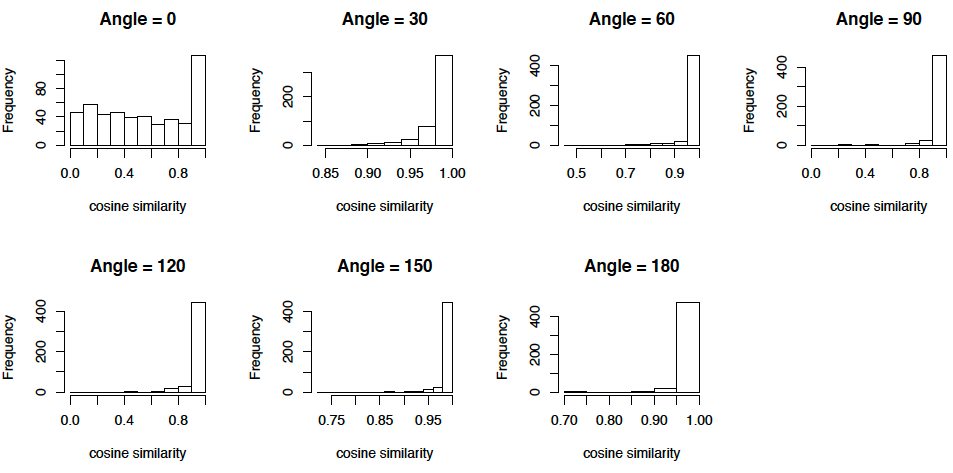 Angle = 0
Frequency
0 40 80
0.0 0.4 0.8
cosine similarity
Angle = 30
Frequency
0 200
0.85 0.90 0.95 1.00
cosine similarity
Angle = 60
Frequency
0 200 400
0.5 0.7 0.9
cosine similarity
Angle = 90
Frequency
0 200 400
0.0 0.4 0.8
cosine similarity
Angle = 120
Frequency
0 200 400
0.0 0.4 0.8
cosine similarity
Angle = 150
Frequency
0 200 400
0.75 0.85 0.95
cosine similarity
Angle = 180
Frequency
0 200 400
0.70 0.80 0.90 1.00
cosine similarity